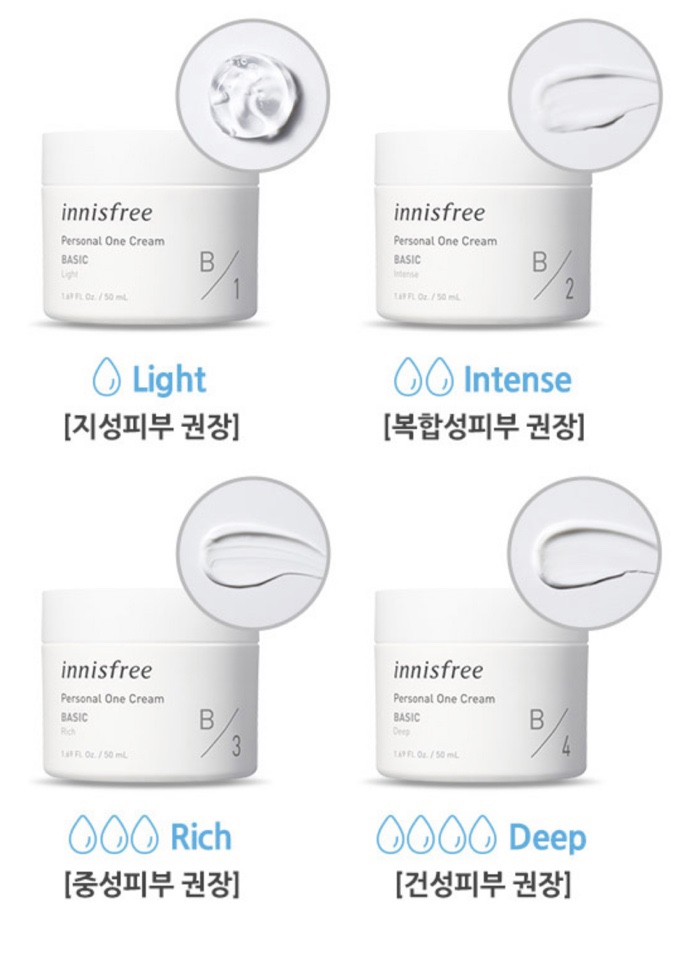 innisfree
Personal One Cream
BASIC
Light
1.69 Fl. Oz. / 50 mL
B/1
innisfree
Personal One Cream
BASIC
Intense
1.69 Fl. Oz. / 50 mL
B/2
Light
[지성피부 권장]
Intense
[복합성피부 권장]
innisfree
Personal One Cream
BASIC
Rich
1.69 Fl. Oz. / 50 mL
B/3
innisfree
Personal One Cream
BASIC
Deep
1.69 Fl. Oz. / 50 mL
B/4
Rich
[중성피부 권장]
Deep
[건성피부 권장]